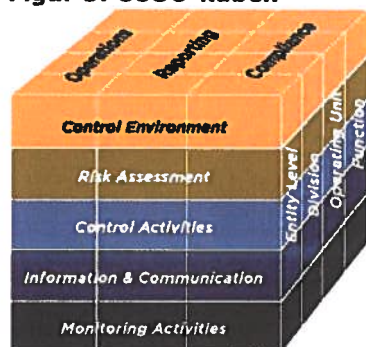 Operations
Reporting
Compliance
Control Environment
Risk Assessment
Control Activities
Information & Communication
Monitoring Activities
Entity Level
Division
Operating Unit
Function